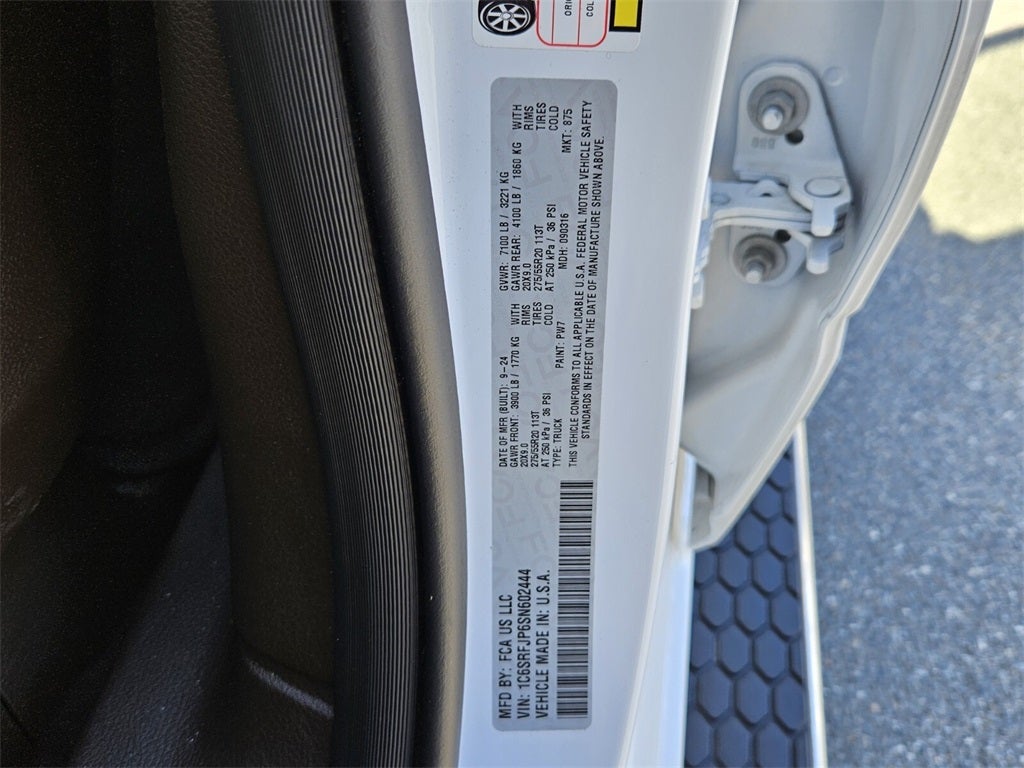 ORIG
COL
MFD BY: FCA US LLC
VIN: 1C6SRFJP6SN602444
VEHICLE MADE IN: U.S.A.
DATE OF MFR (BUILT): 9-24 GVWR: 7100 LB / 3221 KG
GAWR FRONT: 3900 LB / 1770 KG WITH GAWR REAR: 4100 LB / 1860 KG WITH
20X9.0 RIMS 20X9.0 RIMS
275/55R20 113T TIRES 275/55R20 113T TIRES
AT 250 kPa / 36 PSI COLD AT 250 kPa / 36 PSI COLD
TYPE: TRUCK PAINT: PW7 MDH: 090316 MKT: 875
THIS VEHICLE CONFORMS TO ALL APPLICABLE U.S.A. FEDERAL MOTOR VEHICLE SAFETY
STANDARDS IN EFFECT ON THE DATE OF MANUFACTURE SHOWN ABOVE.